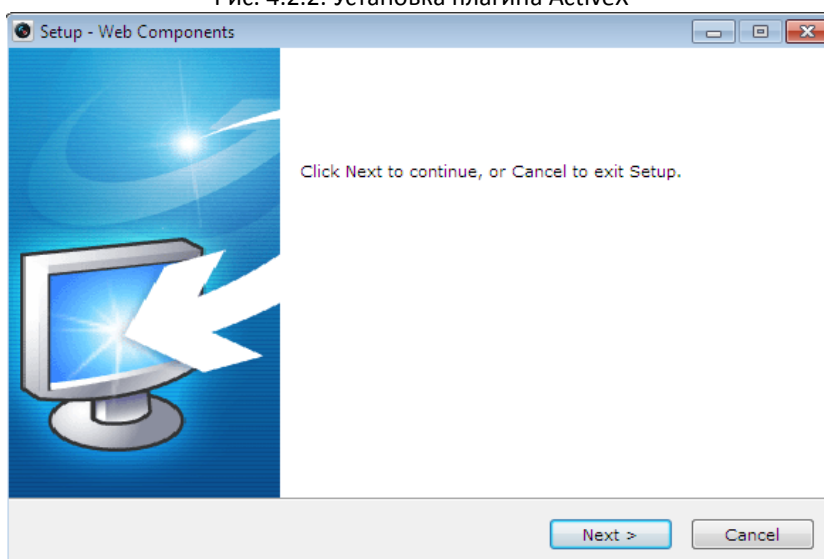 Рис. 4.2.2. Установка плагина ActiveX
Setup - Web Components
Click Next to continue, or Cancel to exit Setup.
Next >
Cancel